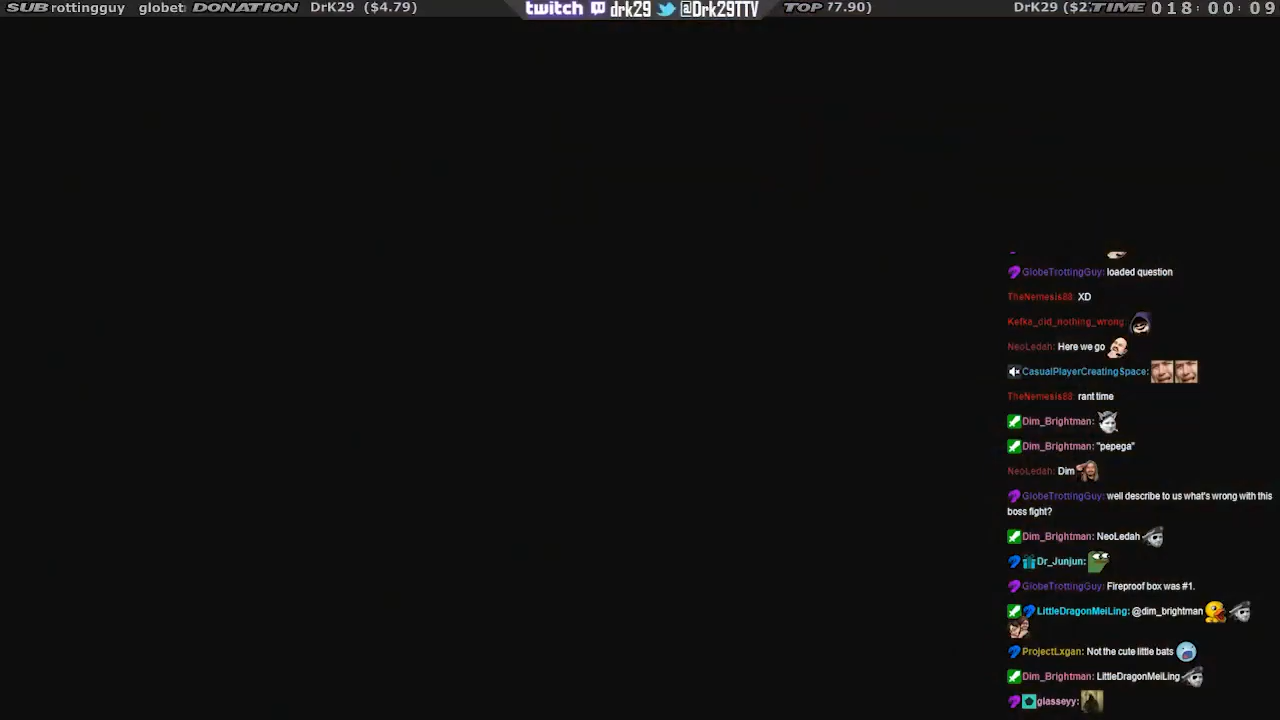 SUB rottingguy globet DONATION DrK29 ($4.79) twitch drk29 @Drk29TTV TOP 77.90) DrK29 ($2 TIME 018:00:09
GlobeTrottingGuy: loaded question
TheNemesis88: XD
Kefka_did_nothing_wrong:
NeoLedah: Here we go
CasualPlayerCreatingSpace:
TheNemesis88: rant time
Dim_Brightman:
Dim_Brightman: "pepega"
NeoLedah: Dim
GlobeTrottingGuy: well describe to us what's wrong with this
boss fight?
Dim_Brightman: NeoLedah
Dr_Junjun:
GlobeTrottingGuy: Fireproof box was #1.
LittleDragonMeiLing: @dim_brightman
ProjectLxgan: Not the cute little bats
Dim_Brightman: LittleDragonMeiLing
glasseyy: